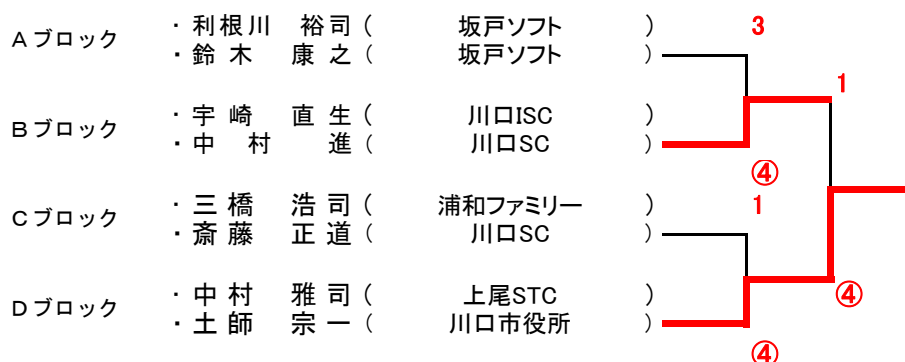 ・利根川　裕司 (　坂戸ソフト　)　3
Aブロック
・鈴木　康之 (　坂戸ソフト　)
1
・宇崎　直生 (　川口ISC　)
Bブロック
・中村　進 (　川口SC　)
④
・三橋　浩司 (　浦和ファミリー　)　1
Cブロック
・斎藤　正道 (　川口SC　)
・中村　雅司 (　上尾STC　)　④
Dブロック
・土師　宗一 (　川口市役所　)
④